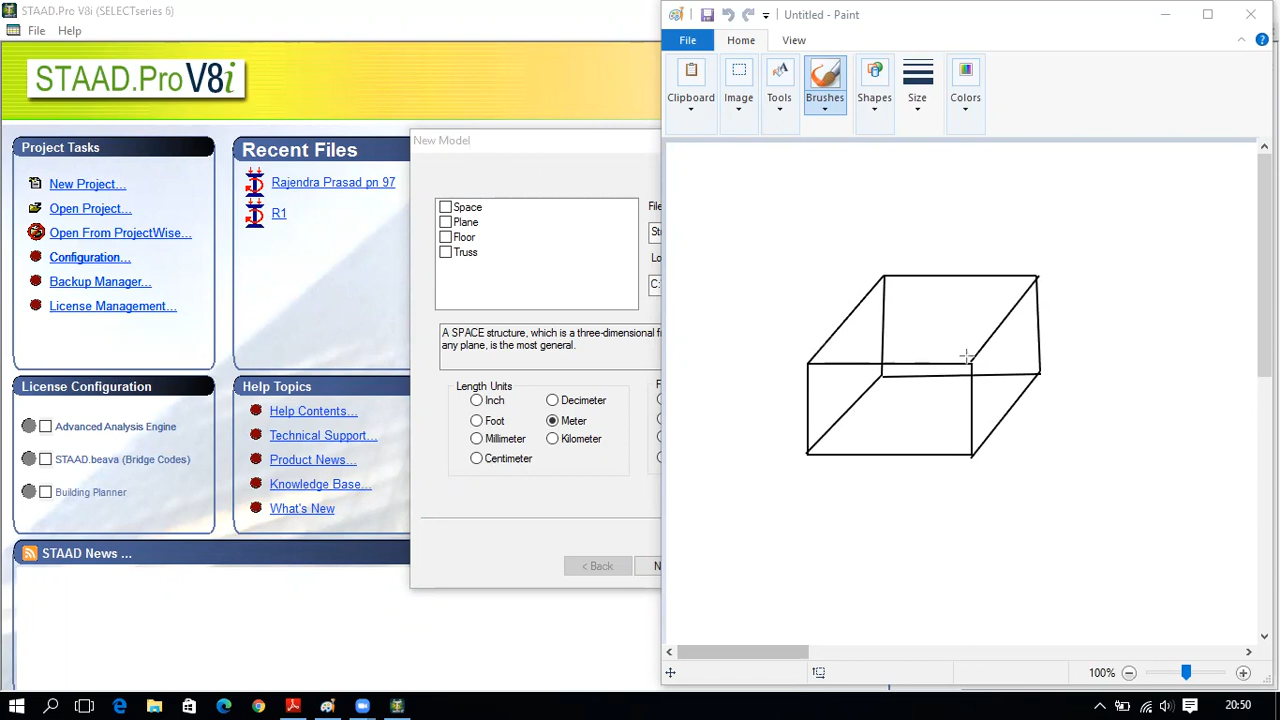 STAAD.Pro V8i (SELECTseries 6)
File Help
STAAD.Pro V8i
Project Tasks
New Project...
Open Project...
Open From ProjectWise...
Configuration...
Backup Manager...
License Management...
Recent Files
Rajendra Prasad pn 97
R1
License Configuration
Advanced Analysis Engine
STAAD.beava (Bridge Codes)
Building Planner
Help Topics
Help Contents...
Technical Support...
Product News...
Knowledge Base...
What's New
STAAD News ...
New Model
Space
Plane
Floor
Truss
A SPACE structure, which is a three-dimensional
any plane, is the most general.
Length Units
Inch
Decimeter
Foot
Meter
Millimeter
Kilometer
Centimeter
< Back
Untitled - Paint
File Home View
Clipboard Image Tools Brushes Shapes Size Colors
100%
20:50